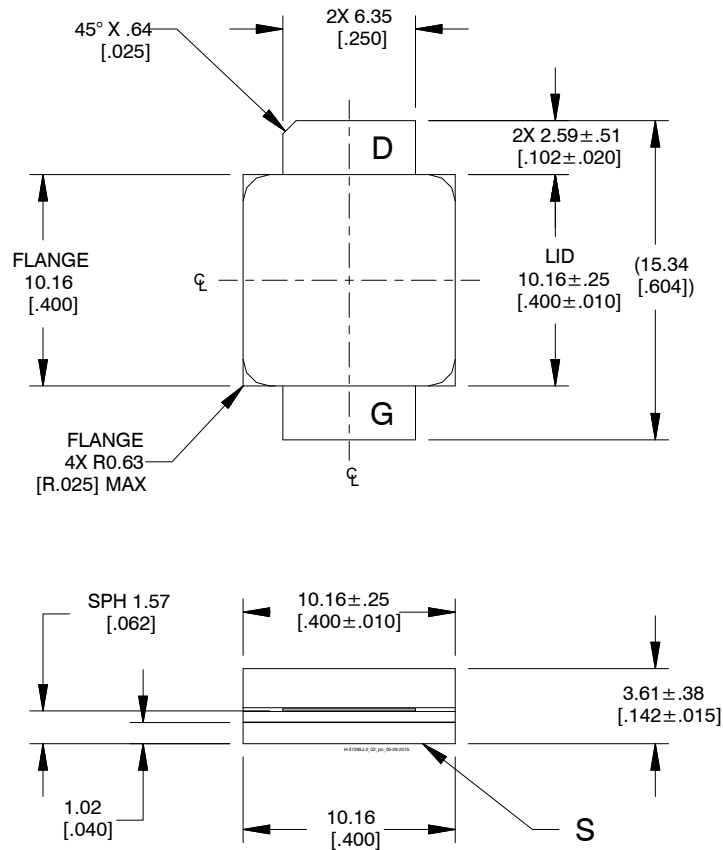 45° X .64
[.025]
2X 6.35
[.250]
D
2X 2.59±.51
[.102±.020]
FLANGE
10.16
[.400]
LID
10.16±.25
[.400±.010]
(15.34
[.604])
CL
G
FLANGE
4X R0.63
[R.025] MAX
CL
SPH 1.57
[.062]
10.16±.25
[.400±.010]
3.61±.38
[.142±.015]
1.02
[.040]
10.16
[.400]
S